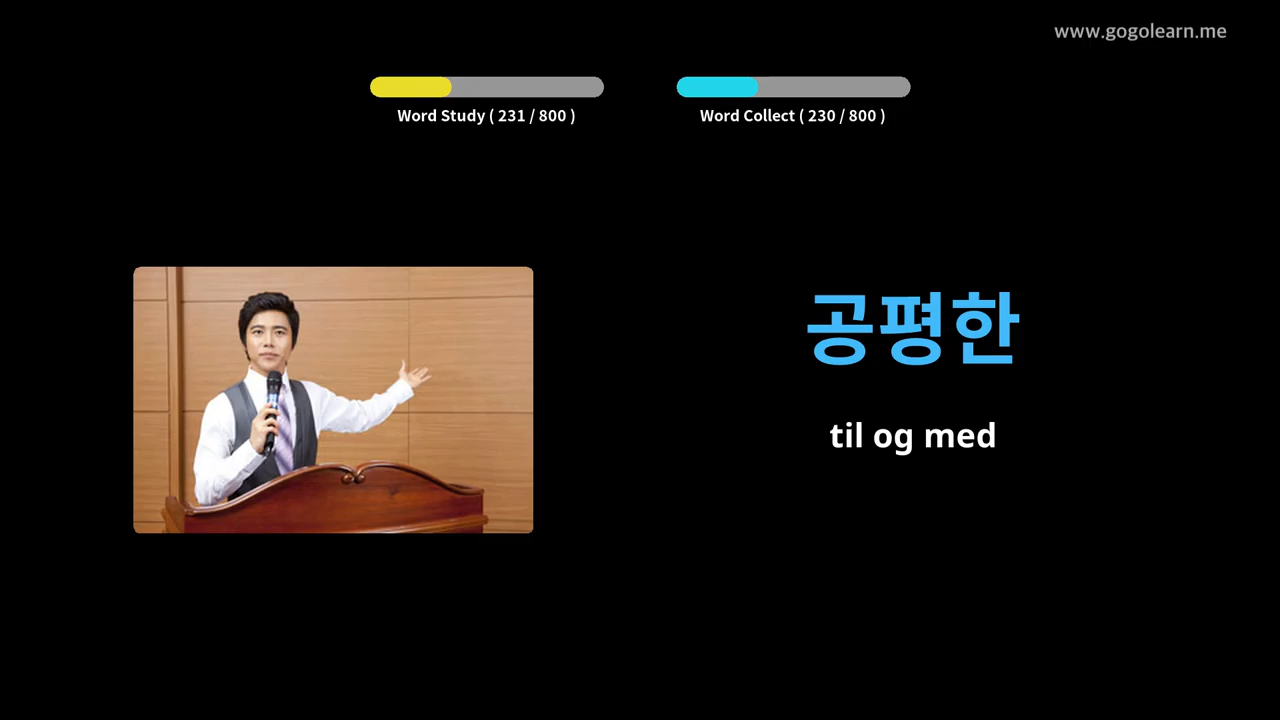 www.gogolearn.me
Word Study ( 231 / 800 )
Word Collect ( 230 / 800 )
공평한
til og med